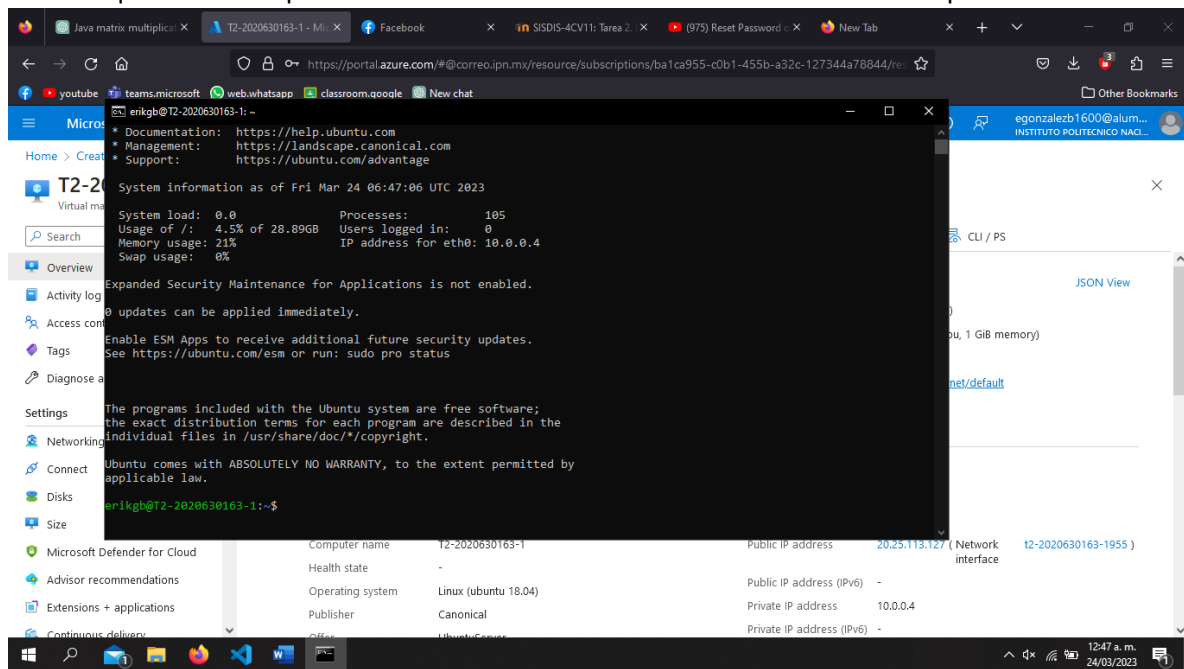 Java matrix multiplicat
T2-2020630163-1 - Mic
Facebook
SISDIS-4CV11: Tarea 2.
(975) Reset Password
New Tab
https://portal.azure.com/#@correo.ipn.mx/resource/subscriptions/ba1ca955-c0b1-455b-a32c-127344a78844/res
3
youtube
teams.microsoft
web.whatsapp
classroom.google
New chat
Other Bookmarks
Micros
egonzalezb1600@alum...
INSTITUTO POLITECNICO NACI...
Home > Creat
T2-20
Virtual ma
Search
CLI / PS
Overview
Activity log
Access cont
Tags
Diagnose a
Settings
Networking
Connect
Disks
Size
Microsoft Defender for Cloud
Advisor recommendations
Extensions + applications
Continuous delivery
erikgb@T2-2020630163-1: ~
* Documentation:  https://help.ubuntu.com
* Management:     https://landscape.canonical.com
* Support:        https://ubuntu.com/advantage
System information as of Fri Mar 24 06:47:06 UTC 2023
System load:  0.0                Processes:           105
Usage of /:   4.5% of 28.89GB   Users logged in:     0
Memory usage: 21%                IP address for eth0: 10.0.0.4
Swap usage:   0%
Expanded Security Maintenance for Applications is not enabled.
0 updates can be applied immediately.
Enable ESM Apps to receive additional future security updates.
See https://ubuntu.com/esm or run: sudo pro status
The programs included with the Ubuntu system are free software;
the exact distribution terms for each program are described in the
individual files in /usr/share/doc/*/copyright.
Ubuntu comes with ABSOLUTELY NO WARRANTY, to the extent permitted by
applicable law.
erikgb@T2-2020630163-1:~$
JSON View
)
pu, 1 GiB memory)
net/default
Computer name T2-2020630163-1
Health state -
Operating system Linux (ubuntu 18.04)
Publisher Canonical
Public IP address 20.25.113.127 ( Network interface t2-2020630163-1955 )
Public IP address (IPv6) -
Private IP address 10.0.0.4
Private IP address (IPv6) -
12:47 a. m.
24/03/2023